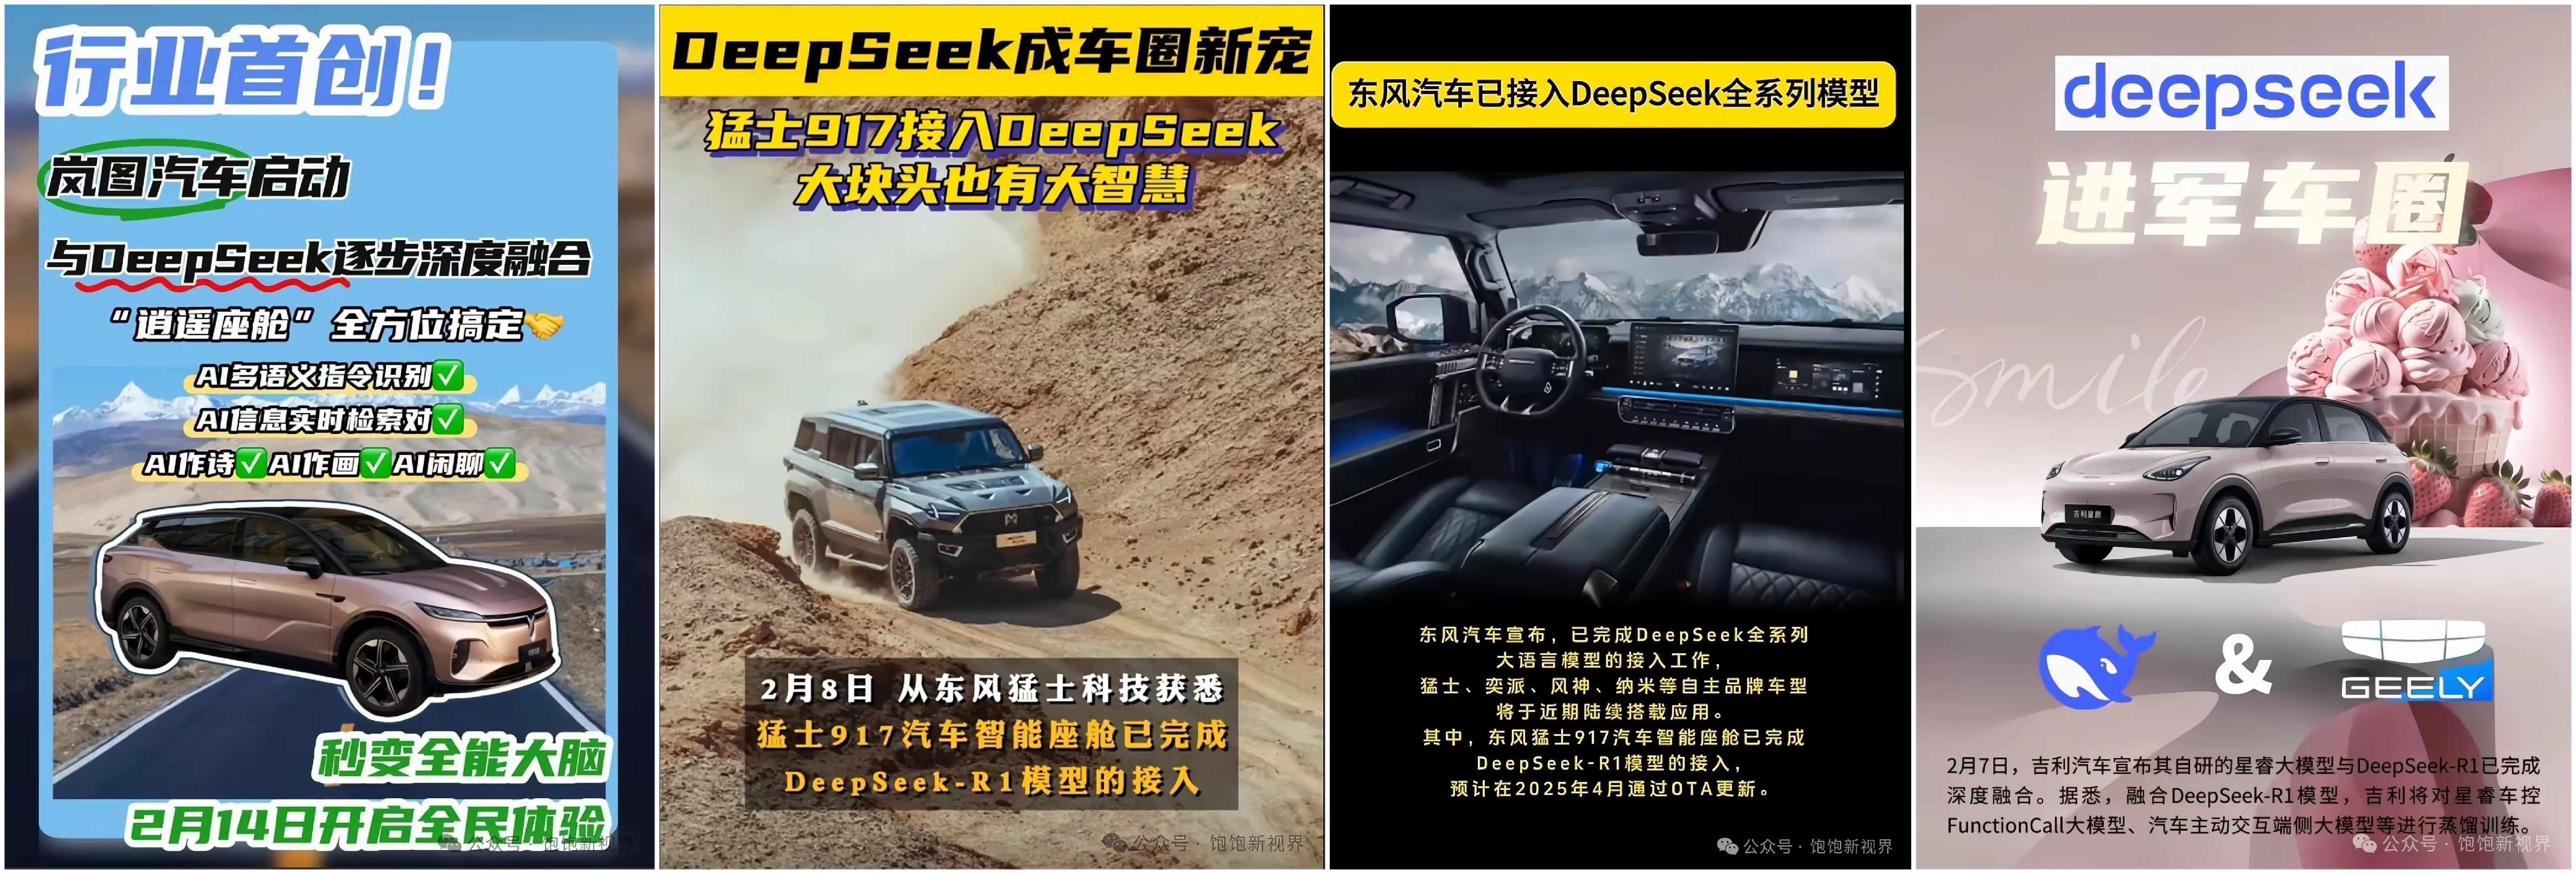 行业首创！
岚图汽车启动
与DeepSeek逐步深度融合
“逍遥座舱”全方位搞定
AI多语义指令识别
AI信息实时检索对
AI作诗 AI作画 AI闲聊
秒变全能大脑
2月14日开启全民体验
公众号·饱饱新视界
DeepSeek成车圈新宠
猛士917接入DeepSeek
大块头也有大智慧
2月8日 从东风猛士科技获悉
猛士917汽车智能座舱已完成
DeepSeek-R1模型的接入
公众号·饱饱新视界
东风汽车已接入DeepSeek全系列模型
东风汽车宣布，已完成DeepSeek全系列
大语言模型的接入工作，
猛士、奕派、风神、纳米等自主品牌车型
将于近期陆续搭载应用。
其中，东风猛士917汽车智能座舱已完成
DeepSeek-R1模型的接入，
预计在2025年4月通过OTA更新。
公众号·饱饱新视界
deepseek
进军车圈
Smile
吉利星愿
&
GEELY
2月7日，吉利汽车宣布其自研的星睿大模型与DeepSeek-R1已完成
深度融合。据悉，融合DeepSeek-R1模型，吉利将对星睿车控
FunctionCall大模型、汽车主动交互端侧大模型等进行蒸馏训练。
公众号·饱饱新视界